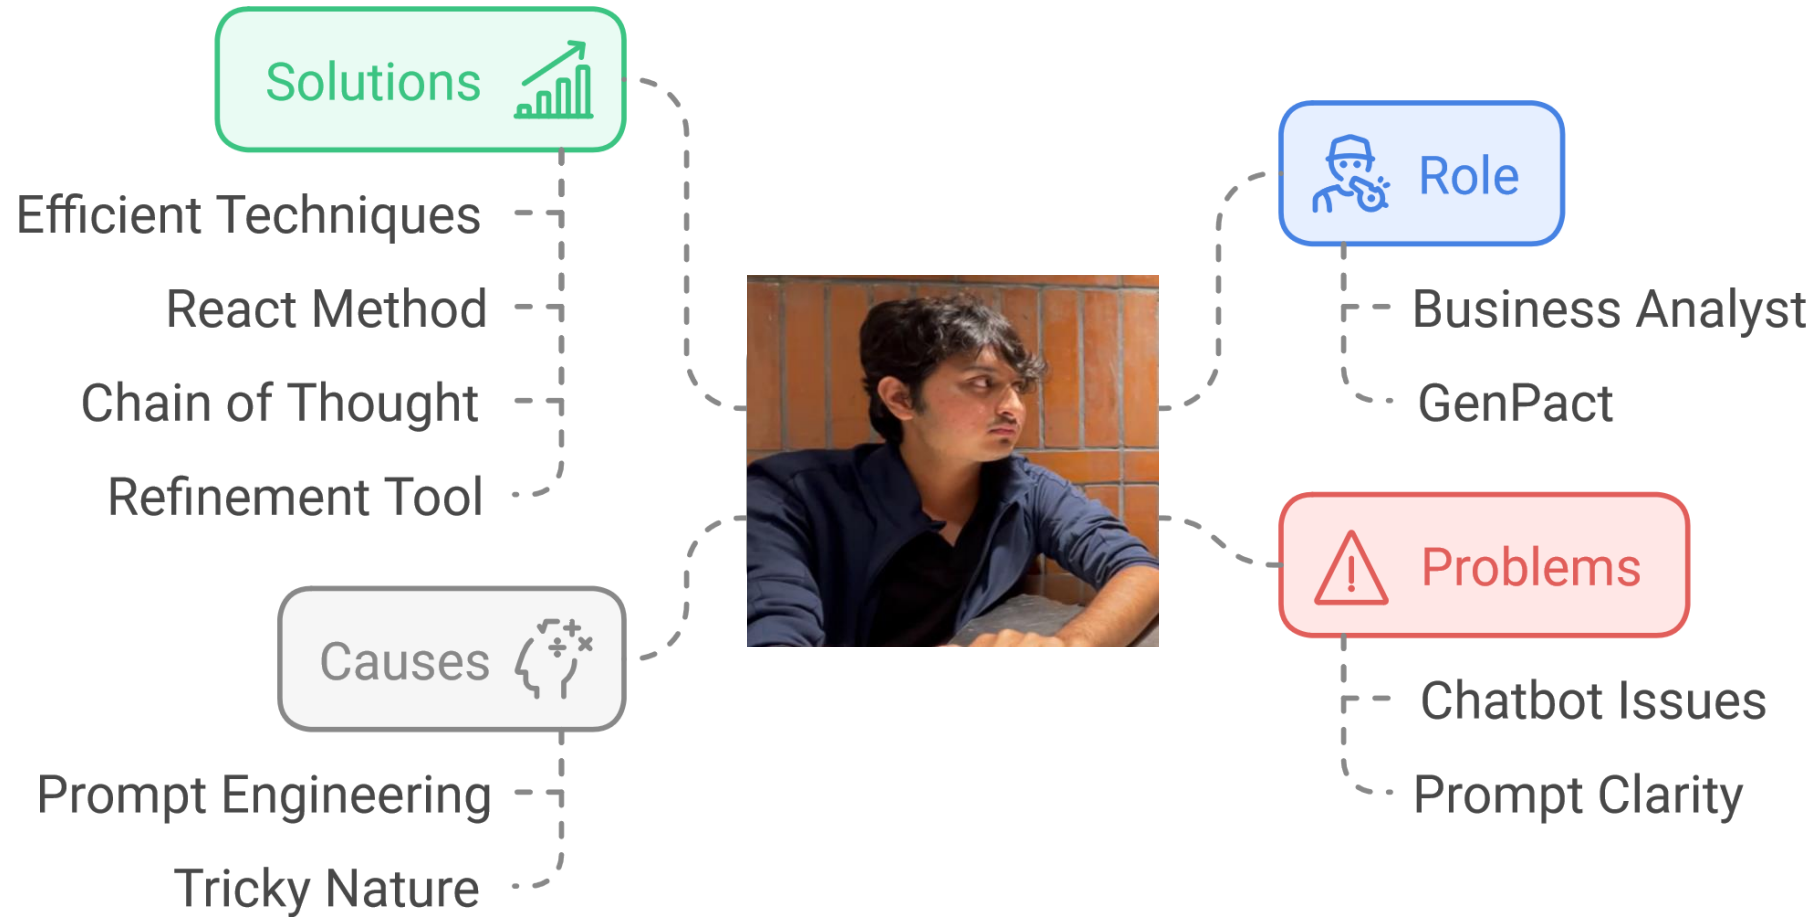 Solutions
Efficient Techniques
React Method
Chain of Thought
Refinement Tool
Causes
Prompt Engineering
Tricky Nature
Role
Business Analyst
GenPact
Problems
Chatbot Issues
Prompt Clarity